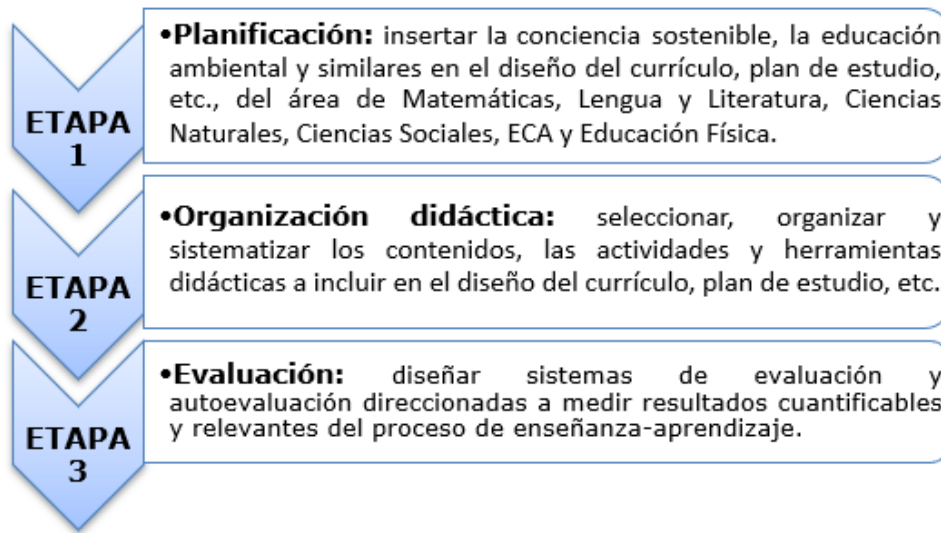 ETAPA
1
•Planificación: insertar la conciencia sostenible, la educación
ambiental y similares en el diseño del currículo, plan de estudio,
etc., del área de Matemáticas, Lengua y Literatura, Ciencias
Naturales, Ciencias Sociales, ECA y Educación Física.
ETAPA
2
•Organización didáctica: seleccionar, organizar y
sistematizar los contenidos, las actividades y herramientas
didácticas a incluir en el diseño del currículo, plan de estudio, etc.
ETAPA
3
•Evaluación: diseñar sistemas de evaluación y
autoevaluación direccionadas a medir resultados cuantificables
y relevantes del proceso de enseñanza-aprendizaje.